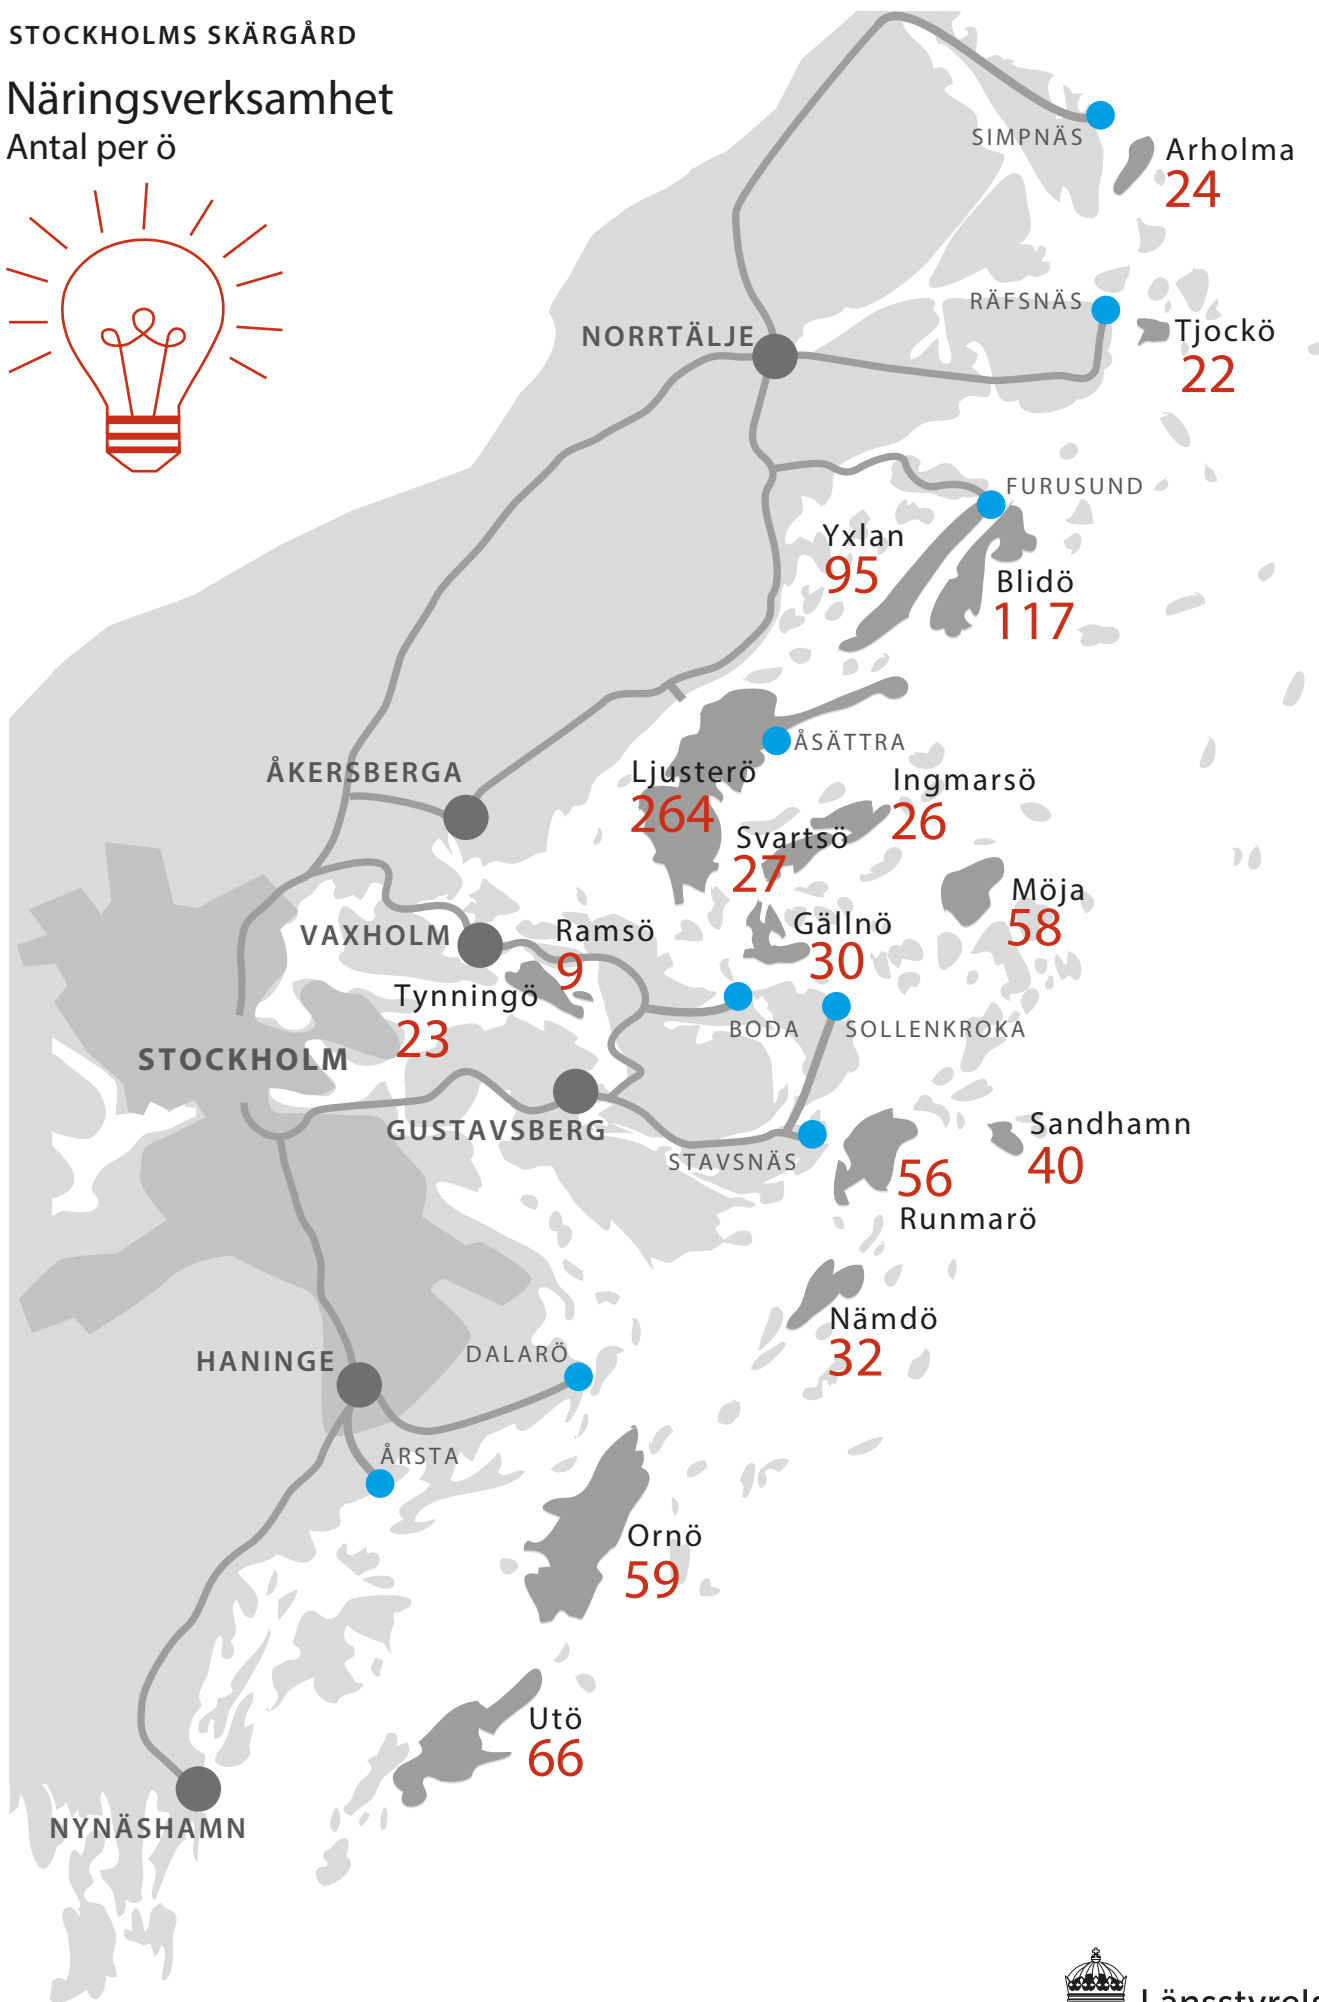 STOCKHOLMS SKÄRGÅRD
Näringsverksamhet
Antal per ö
SIMPNÄS
Arholma
24
RÄFSNÄS
Tjockö
22
NORRTÄLJE
FURUSUND
Yxlan
95
Blidö
117
ÅSÄTTRA
ÅKERSBERGA
Ljusterö
264
Ingmarsö
26
Svartsö
27
Möja
58
Gällnö
30
VAXHOLM
Ramsö
9
Tynningö
23
BODA
SOLLENKROKA
STOCKHOLM
GUSTAVSBERG
STAVSNÄS
Sandhamn
40
56
Runmarö
Nämdö
32
HANINGE
DALARÖ
ÅRSTA
Ornö
59
Utö
66
NYNÄSHAMN